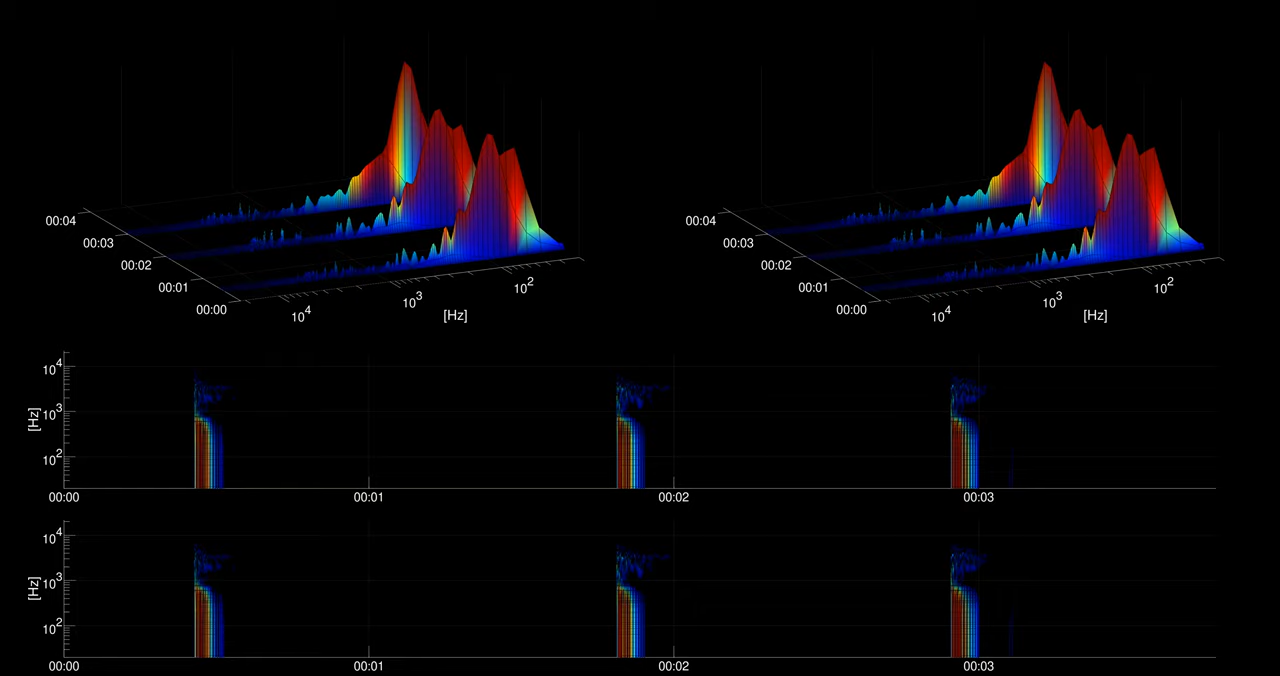 00:04 00:04
00:03 00:03
00:02 00:02
00:01 00:01
00:00 00:00
10^4 10^3 10^2 10^4 10^3 10^2
[Hz] [Hz]
10^4
10^3
[Hz]
10^2
00:00 00:01 00:02 00:03
10^4
10^3
[Hz]
10^2
00:00 00:01 00:02 00:03